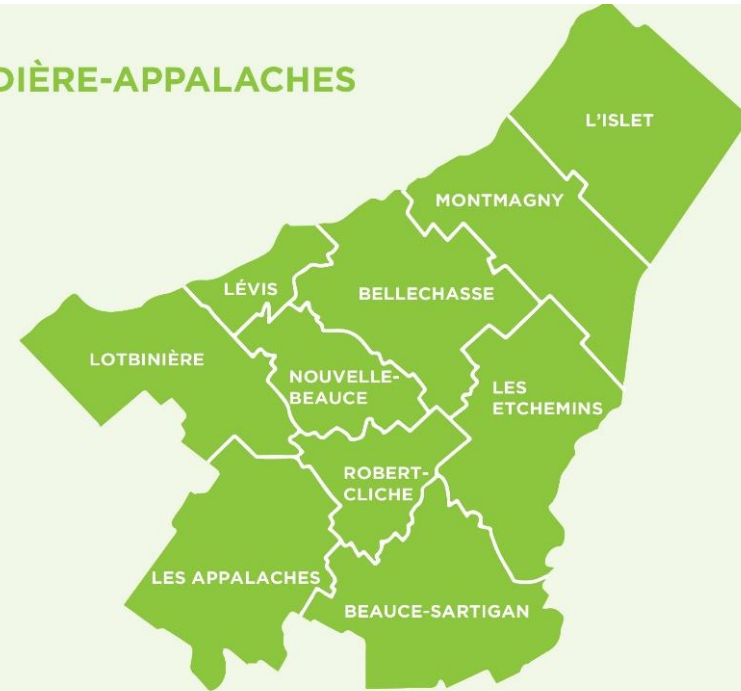 DIÈRE-APPALACHES
L'ISLET
MONTMAGNY
LÉVIS
BELLECHASSE
LOTBINIÈRE
NOUVELLE-
BEAUCE
LES
ETCHEMINS
ROBERT-
CLICHE
LES APPALACHES
BEAUCE-SARTIGAN